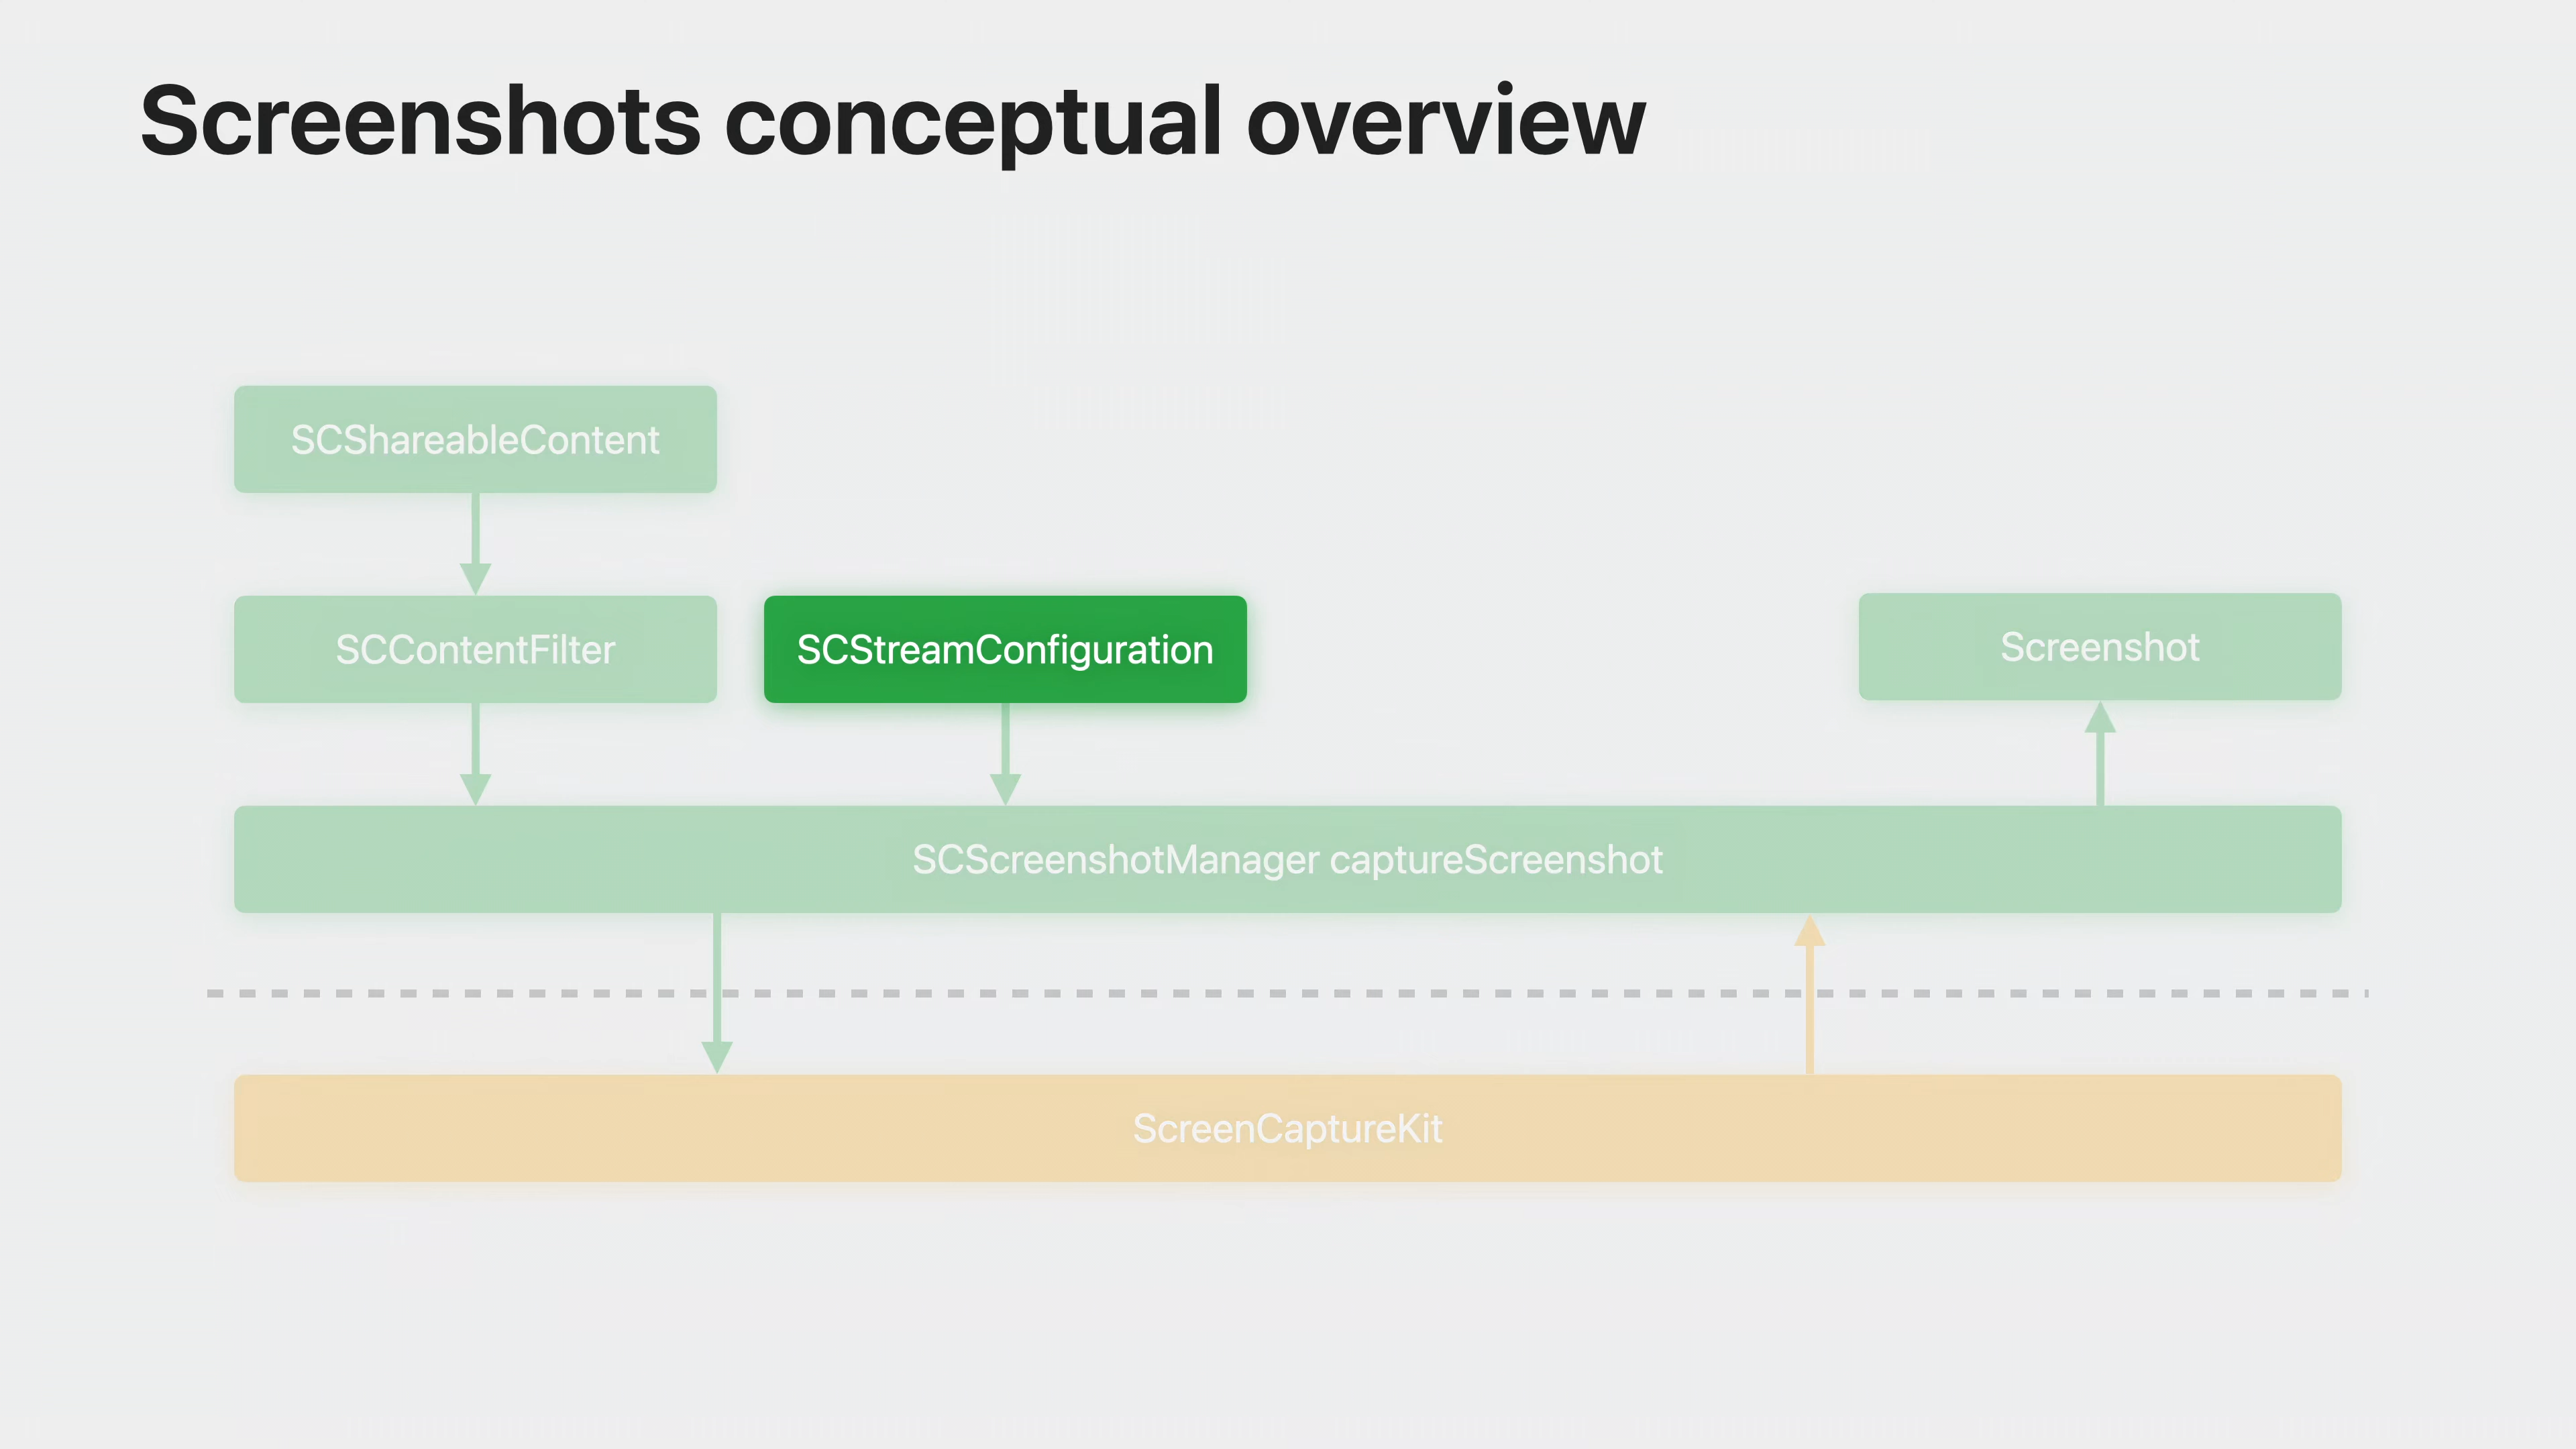 Screenshots conceptual overview
SCShareableContent
SCContentFilter
SCStreamConfiguration
Screenshot
SCScreenshotManager captureScreenshot
ScreenCaptureKit